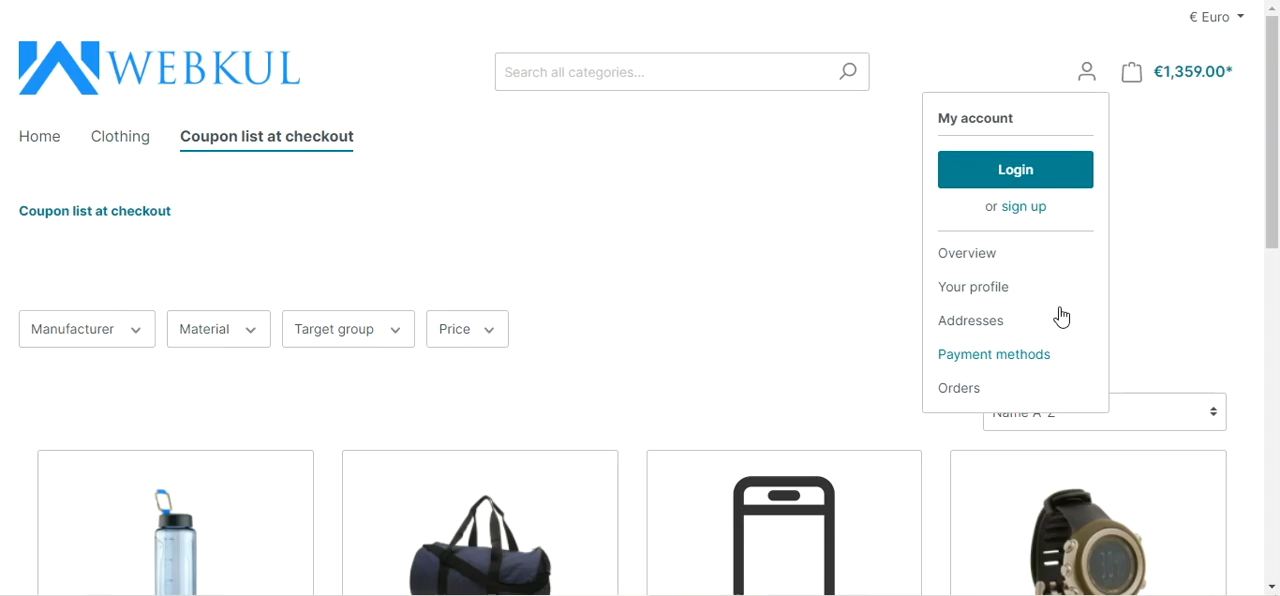 € Euro
WEBKUL
Search all categories...
€1,359.00*
Home Clothing Coupon list at checkout
My account
Login
or sign up
Coupon list at checkout
Overview
Your profile
Addresses
Payment methods
Orders
Manufacturer Material Target group Price
Name A-Z